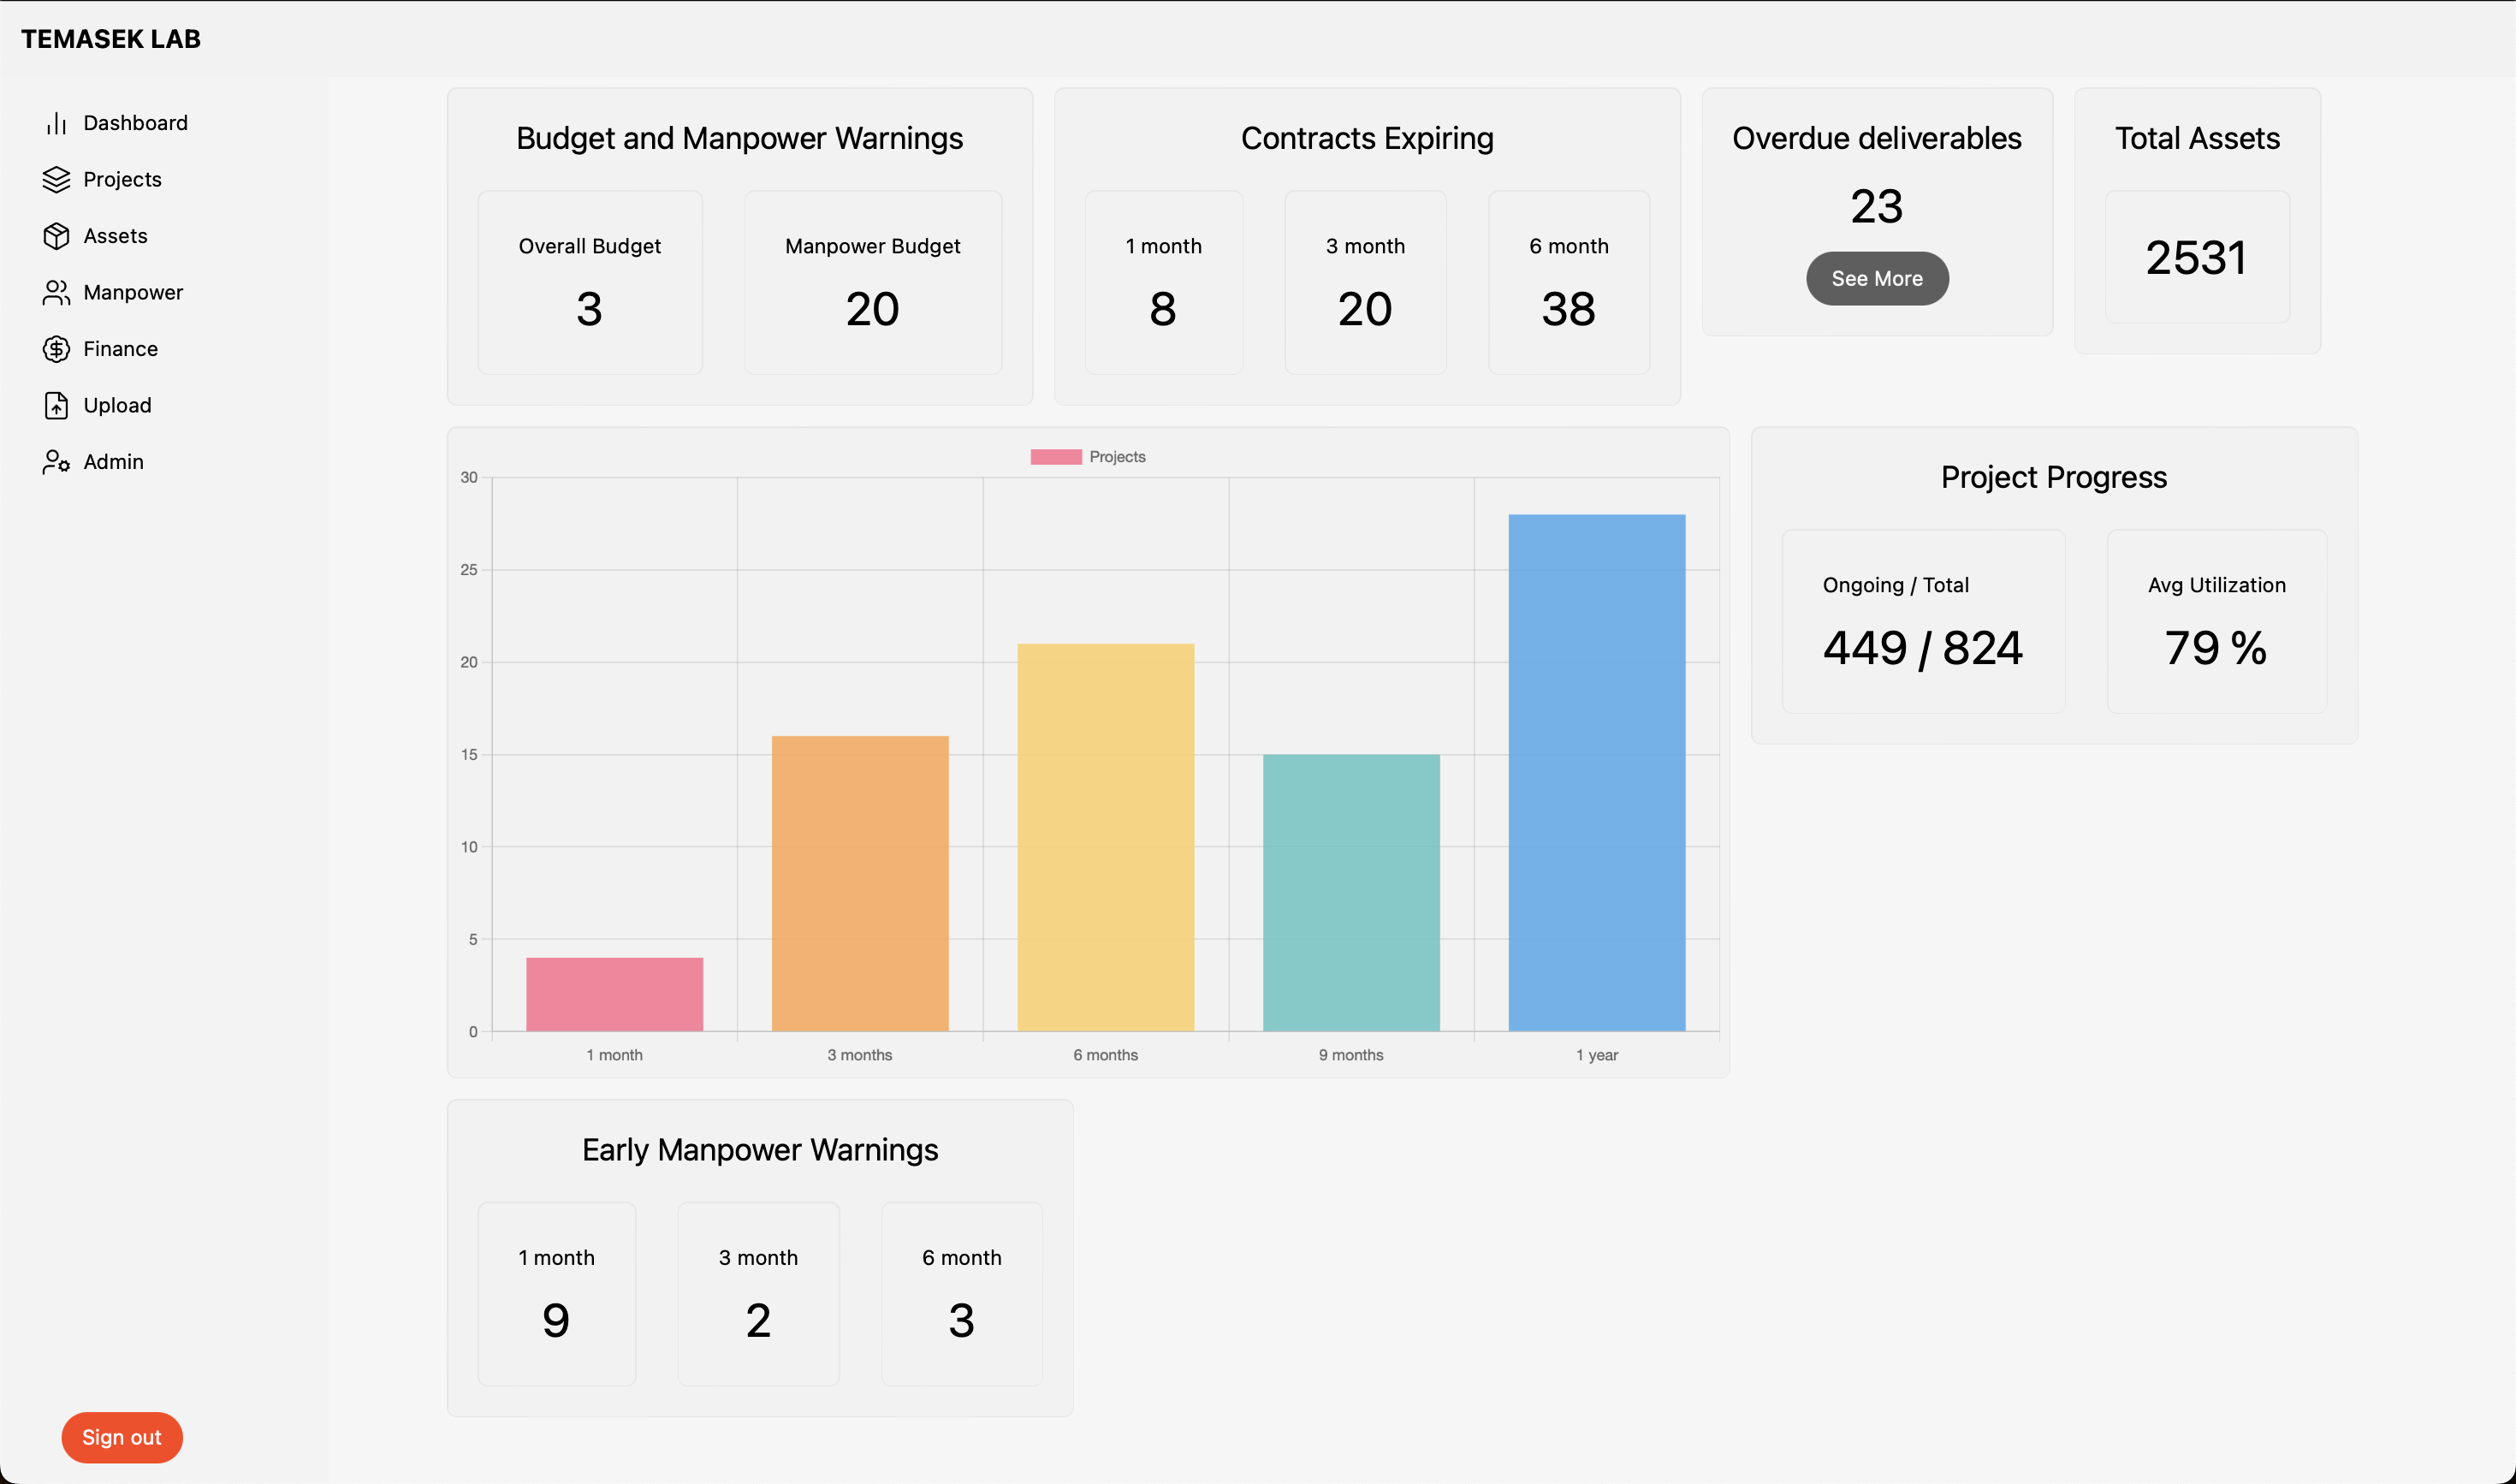 TEMASEK LAB
Dashboard
Projects
Assets
Manpower
Finance
Upload
Admin
Sign out
Budget and Manpower Warnings
Overall Budget
3
Manpower Budget
20
Contracts Expiring
1 month
8
3 month
20
6 month
38
Overdue deliverables
23
See More
Total Assets
2531
Projects
30
25
20
15
10
5
0
1 month
3 months
6 months
9 months
1 year
Project Progress
Ongoing / Total
449 / 824
Avg Utilization
79 %
Early Manpower Warnings
1 month
9
3 month
2
6 month
3